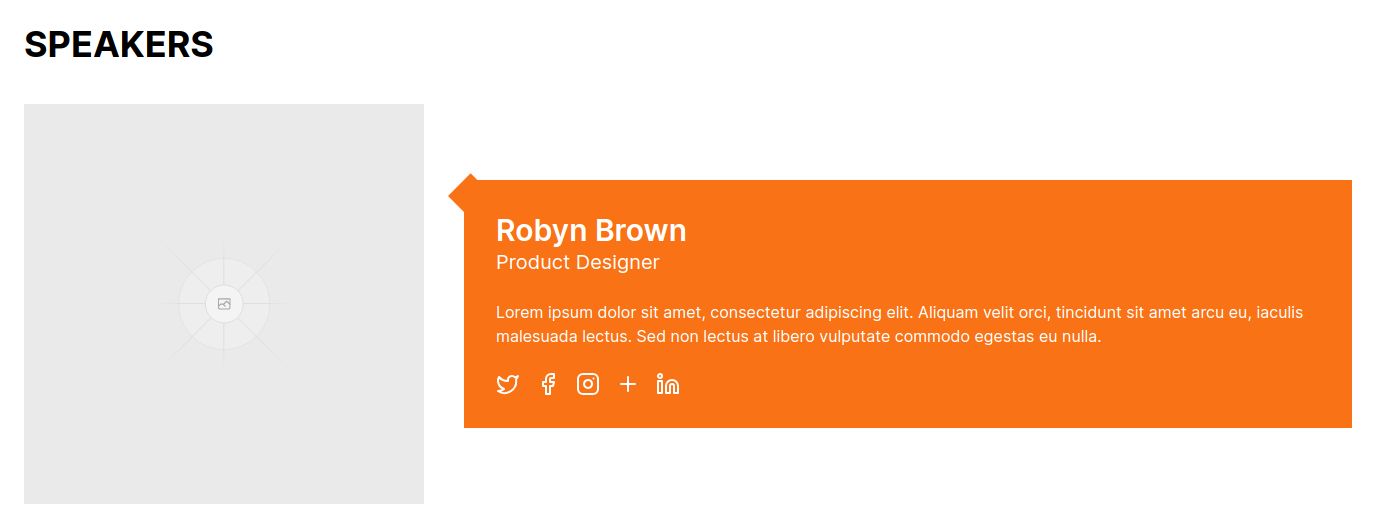 SPEAKERS
Robyn Brown
Product Designer
Lorem ipsum dolor sit amet, consectetur adipiscing elit. Aliquam velit orci, tincidunt sit amet arcu eu, iaculis
malesuada lectus. Sed non lectus at libero vulputate commodo egestas eu nulla.